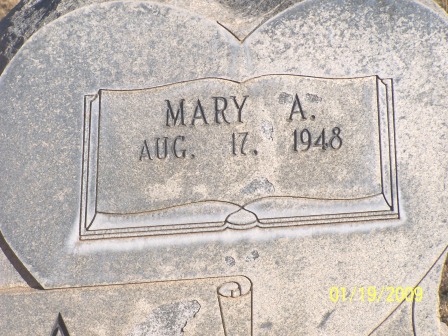 MARY A.
AUG. 17, 1948
01/19/2009